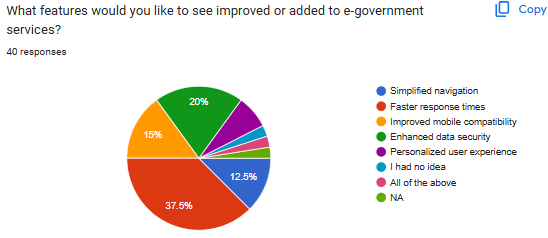 What features would you like to see improved or added to e-government
services?
Copy
40 responses
Simplified navigation
Faster response times
Improved mobile compatibility
Enhanced data security
Personalized user experience
I had no idea
All of the above
NA
20%
15%
12.5%
37.5%